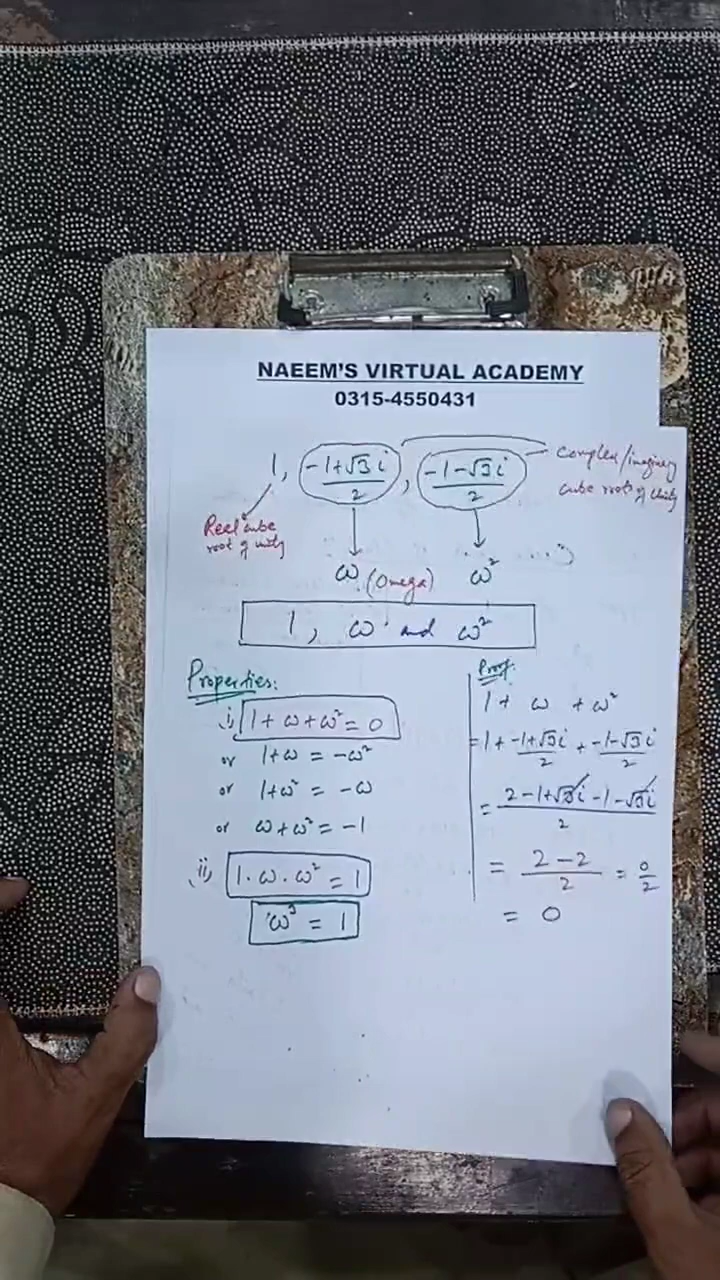 NAEEM'S VIRTUAL ACADEMY
0315-4550431
1, (-1+√3i)/2, (-1-√3i)/2
complex/imaginary
cube roots of unity
Real cube
root of unity
ω (Omega)
ω²
1, ω and ω²
Properties:
i) 1+ω+ω² = 0
or 1+ω = -ω²
or 1+ω² = -ω
or ω+ω² = -1
ii) 1·ω·ω² = 1
ω³ = 1
Proof:
1 + ω + ω²
= 1 + (-1+√3i)/2 + (-1-√3i)/2
= (2-1+√3i-1-√3i)/2
= (2-2)/2 = 0/2
= 0